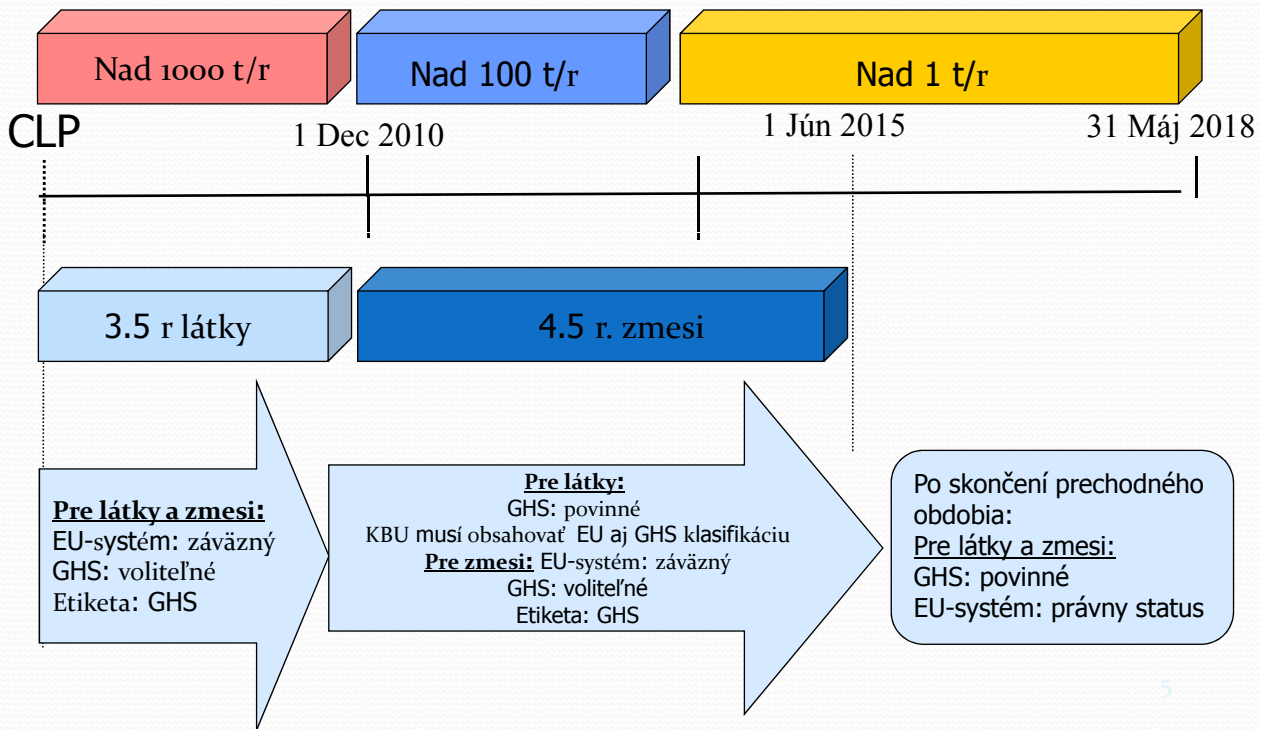 Nad 1000 t/r
Nad 100 t/r
Nad 1 t/r
CLP
1 Dec 2010
1 Jún 2015
31 Máj 2018
3.5 r látky
4.5 r. zmesi
Pre látky a zmesi:
EU-systém: záväzný
GHS: voliteľné
Etiketa: GHS
Pre látky:
GHS: povinné
KBU musí obsahovať EU aj GHS klasifikáciu
Pre zmesi: EU-systém: záväzný
GHS: voliteľné
Etiketa: GHS
Po skončení prechodného
obdobia:
Pre látky a zmesi:
GHS: povinné
EU-systém: právny status
5